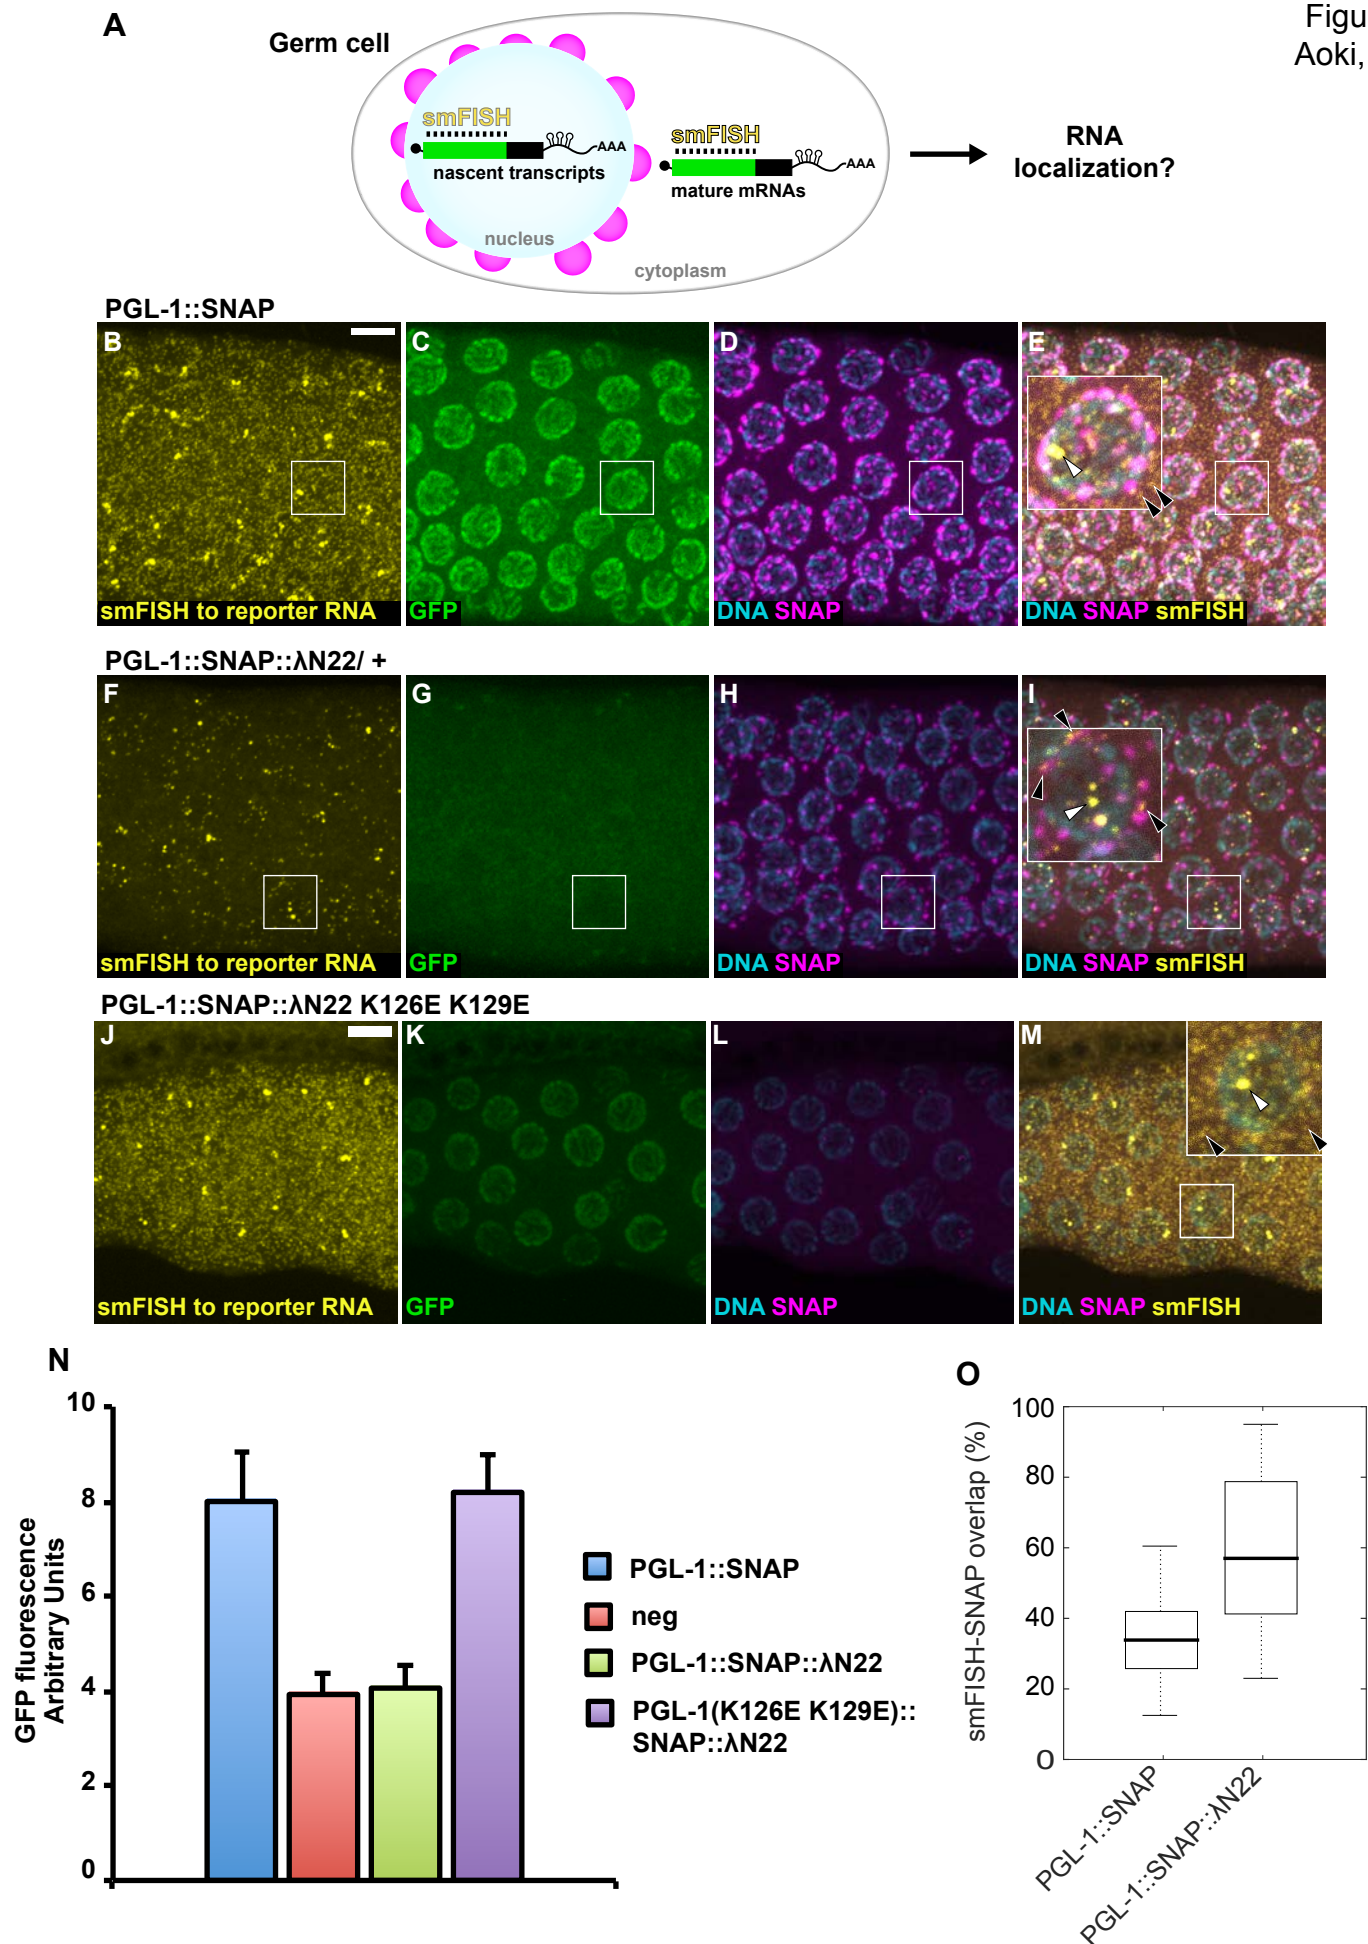 A
Figu
Aoki,
Germ cell
smFISH
AAA
nascent transcripts
nucleus
smFISH
AAA
mature mRNAs
cytoplasm
RNA
localization?
PGL-1::SNAP
B
smFISH to reporter RNA
C
GFP
D
DNA SNAP
E
DNA SNAP smFISH
PGL-1::SNAP::λN22/ +
F
smFISH to reporter RNA
G
GFP
H
DNA SNAP
I
DNA SNAP smFISH
PGL-1::SNAP::λN22 K126E K129E
J
smFISH to reporter RNA
K
GFP
L
DNA SNAP
M
DNA SNAP smFISH
N
GFP fluorescence
Arbitrary Units
10
8
6
4
2
0
PGL-1::SNAP
neg
PGL-1::SNAP::λN22
PGL-1(K126E K129E)::
SNAP::λN22
O
smFISH-SNAP overlap (%)
100
80
60
40
20
0
PGL-1::SNAP
PGL-1::SNAP::λN22